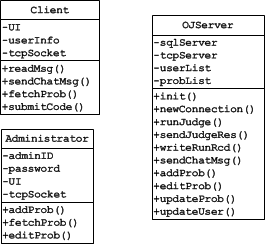 Client
-UI
-userInfo
-tcpSocket
+readMsg()
+sendChatMsg()
+fetchProb()
+submitCode()
Administrator
-adminID
-password
-UI
-tcpSocket
+addProb()
+fetchProb()
+editProb()
OJServer
-sqlServer
-tcpServer
-userList
-probList
+init()
+newConnection()
+runJudge()
+sendJudgeRes()
+writeRunRcd()
+sendChatMsg()
+addProb()
+editProb()
+updateProb()
+updateUser()